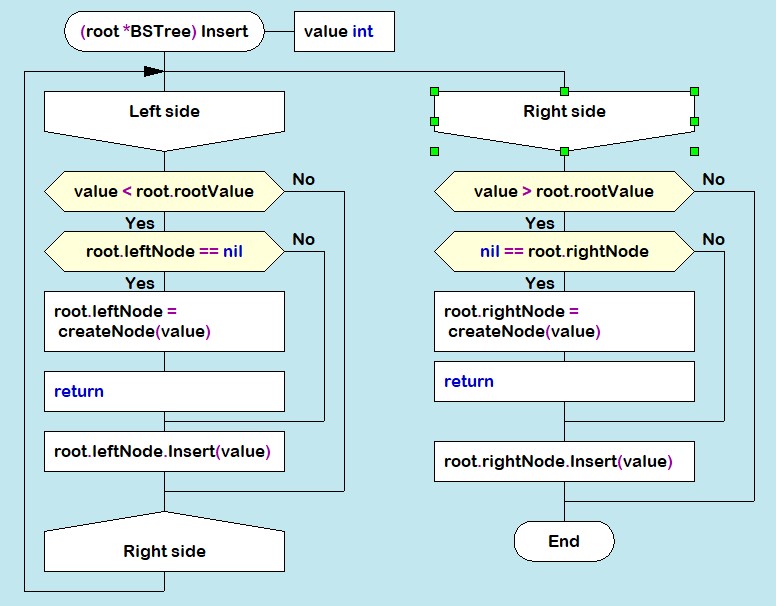 (root *BSTree) Insert
value int
Left side
value < root.rootValue
No
Yes
root.leftNode == nil
No
Yes
root.leftNode =
createNode(value)
return
root.leftNode.Insert(value)
Right side
Right side
value > root.rootValue
No
Yes
nil == root.rightNode
No
Yes
root.rightNode =
createNode(value)
return
root.rightNode.Insert(value)
End